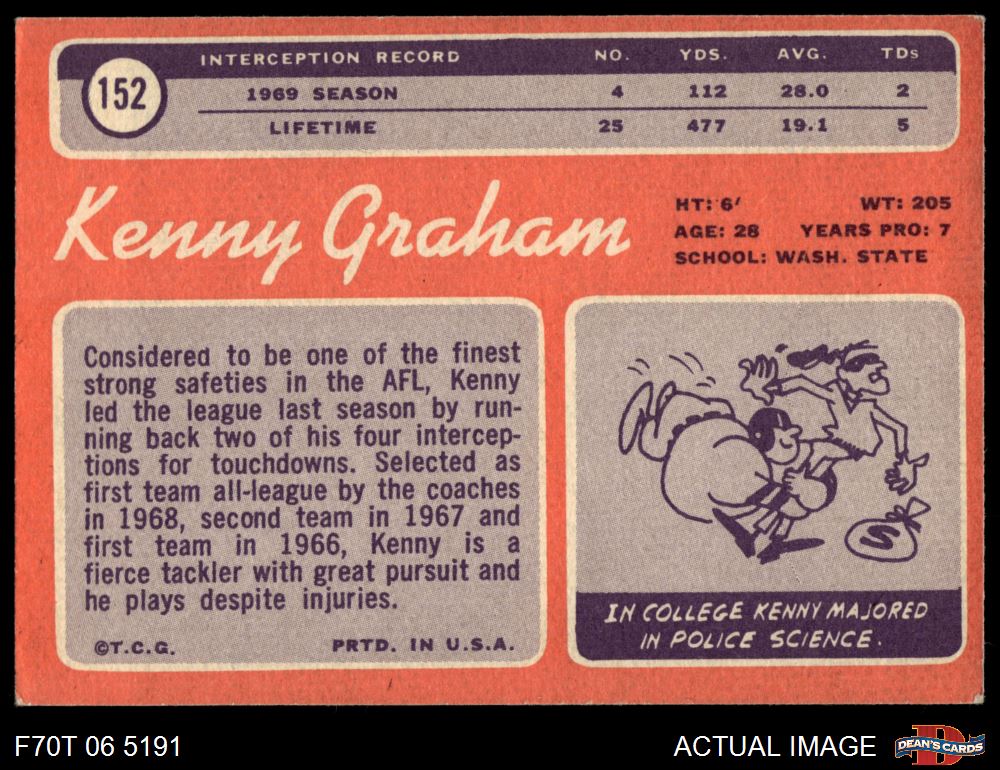 INTERCEPTION RECORD NO. YDS. AVG. TDs
152
1969 SEASON 4 112 28.0 2
LIFETIME 25 477 19.1 5
Kenny Graham
HT: 6' WT: 205
AGE: 28 YEARS PRO: 7
SCHOOL: WASH. STATE
Considered to be one of the finest
strong safeties in the AFL, Kenny
led the league last season by run-
ning back two of his four intercep-
tions for touchdowns. Selected as
first team all-league by the coaches
in 1968, second team in 1967 and
first team in 1966, Kenny is a
fierce tackler with great pursuit and
he plays despite injuries.
©T.C.G. PRTD. IN U.S.A.
S
IN COLLEGE KENNY MAJORED
IN POLICE SCIENCE.
F70T 06 5191
ACTUAL IMAGE
D
DEAN'S CARDS